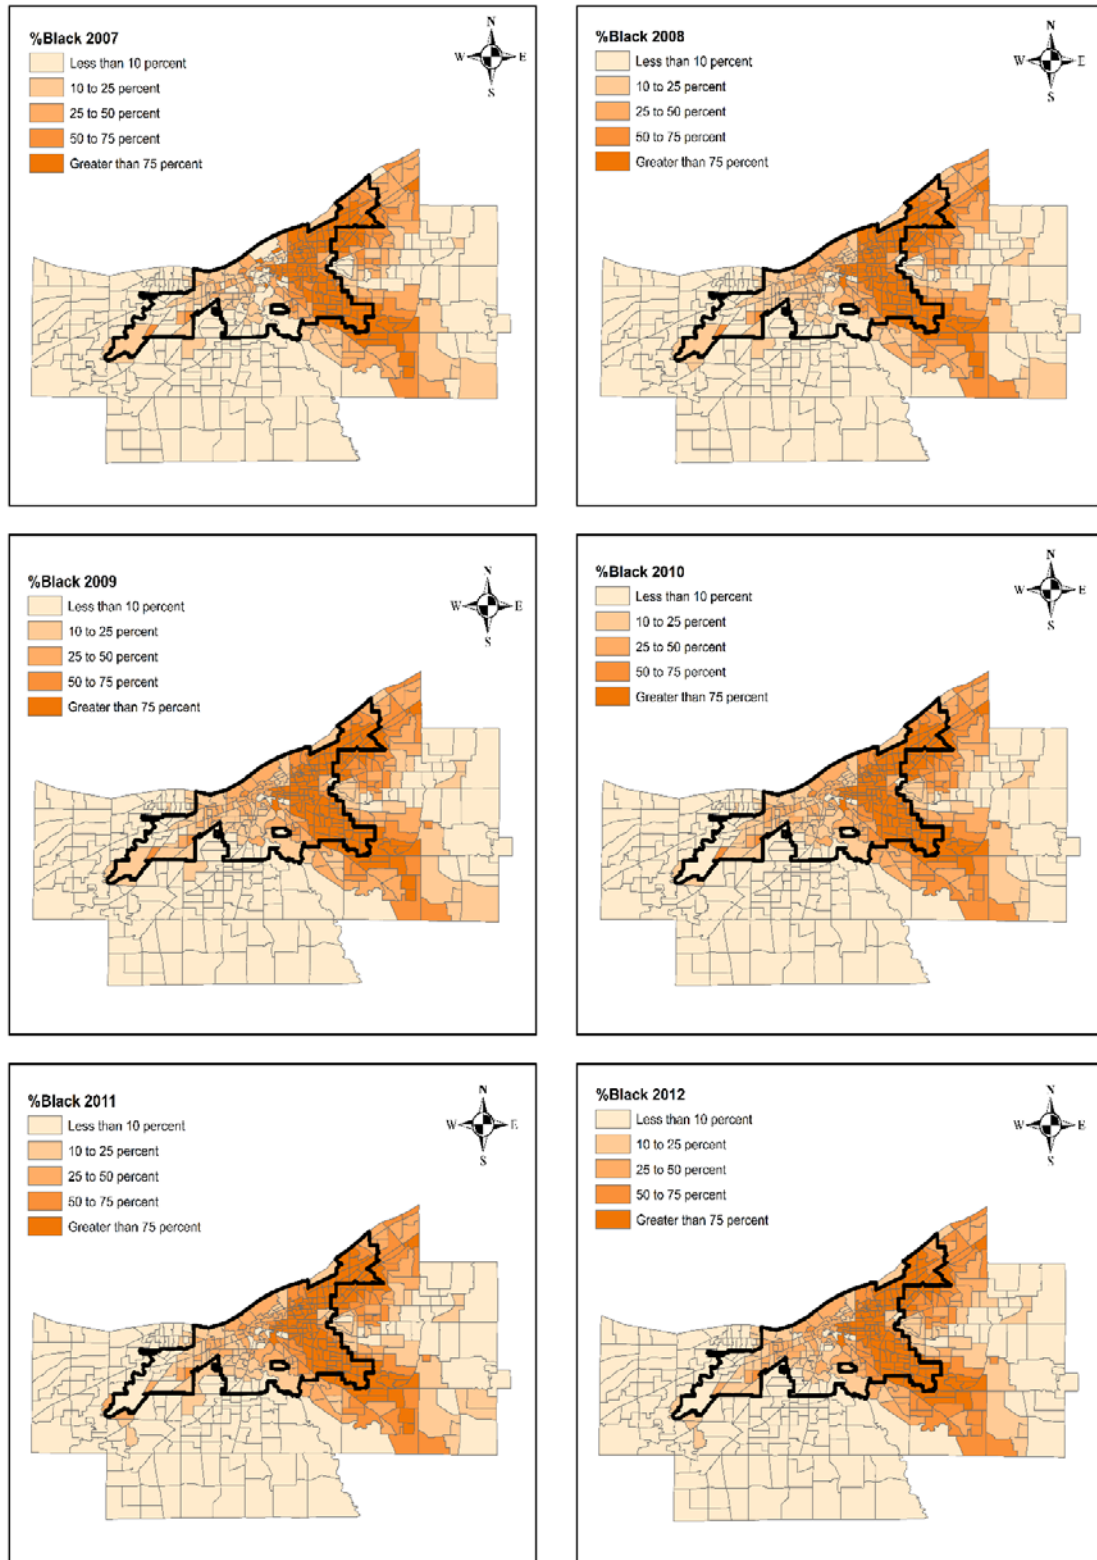 %Black 2007
Less than 10 percent
10 to 25 percent
25 to 50 percent
50 to 75 percent
Greater than 75 percent
N
W E
S
%Black 2008
Less than 10 percent
10 to 25 percent
25 to 50 percent
50 to 75 percent
Greater than 75 percent
N
W E
S
%Black 2009
Less than 10 percent
10 to 25 percent
25 to 50 percent
50 to 75 percent
Greater than 75 percent
N
W E
S
%Black 2010
Less than 10 percent
10 to 25 percent
25 to 50 percent
50 to 75 percent
Greater than 75 percent
N
W E
S
%Black 2011
Less than 10 percent
10 to 25 percent
25 to 50 percent
50 to 75 percent
Greater than 75 percent
N
W E
S
%Black 2012
Less than 10 percent
10 to 25 percent
25 to 50 percent
50 to 75 percent
Greater than 75 percent
N
W E
S